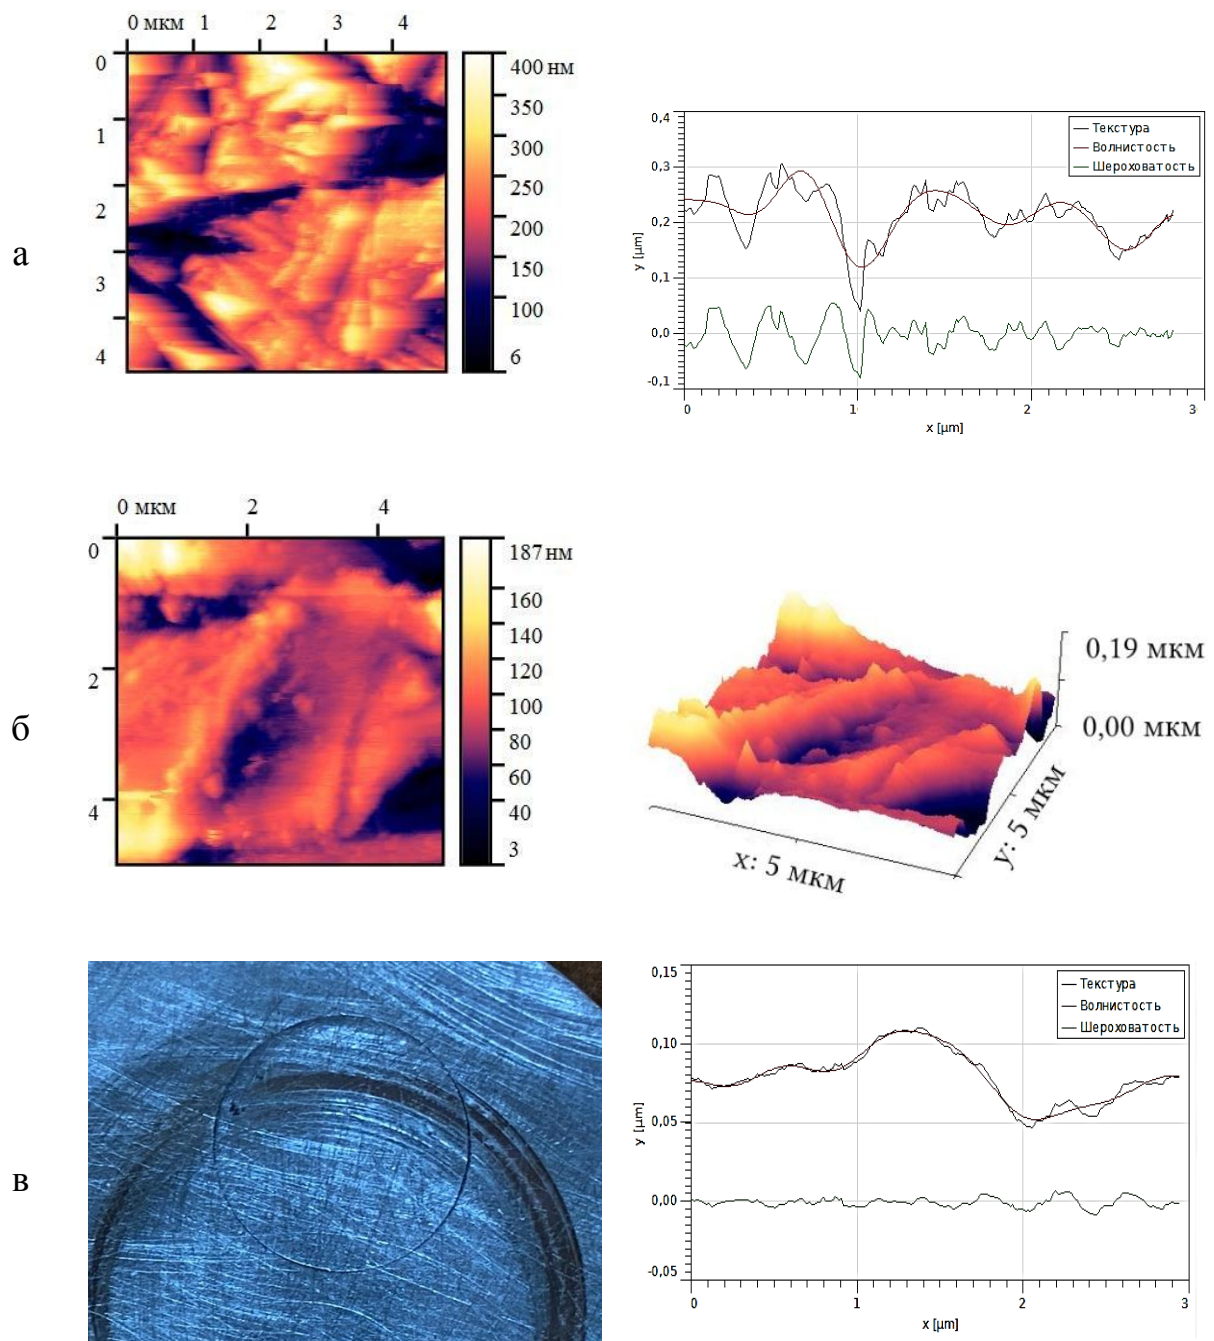 0 мкм 1 2 3 4
0
1
2
3
4
400 нм
350
300
250
200
150
100
6
а
0,4
0,3
0,2
0,1
0,0
-0,1
y [µm]
Текстура
Волнистость
Шероховатость
0 1 2 3
x [µm]
0 мкм 2 4
0
2
4
187 нм
160
140
120
100
80
60
40
3
б
0,19 мкм
0,00 мкм
x: 5 мкм
y: 5 мкм
в
0,15
0,10
0,05
0,00
-0,05
y [µm]
Текстура
Волнистость
Шероховатость
0 1 2 3
x [µm]